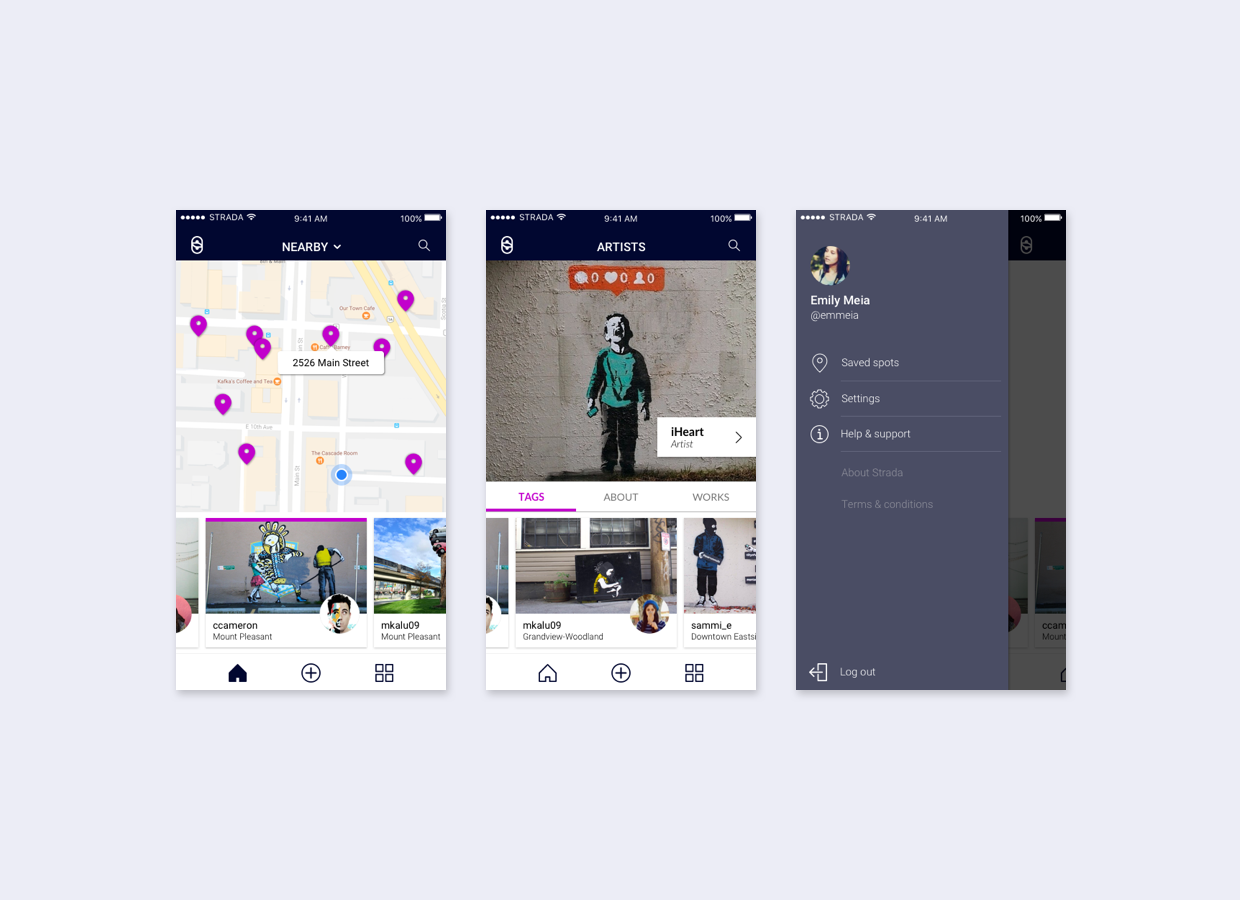 STRADA 9:41 AM 100%
NEARBY
Our Town Cafe
2526 Main Street
Kafka's Coffee and Tea
E 10th Ave
The Cascade Room
Main St
ccameron
Mount Pleasant
mkalu09
Mount Pleasant
STRADA 9:41 AM 100%
ARTISTS
0 0 0
iHeart
Artist
TAGS ABOUT WORKS
mkalu09
Grandview-Woodland
sammi_e
Downtown Eastsi
STRADA 9:41 AM 100%
Emily Meia
@emmeia
Saved spots
Settings
Help & support
About Strada
Terms & conditions
ccam
Mount
Log out